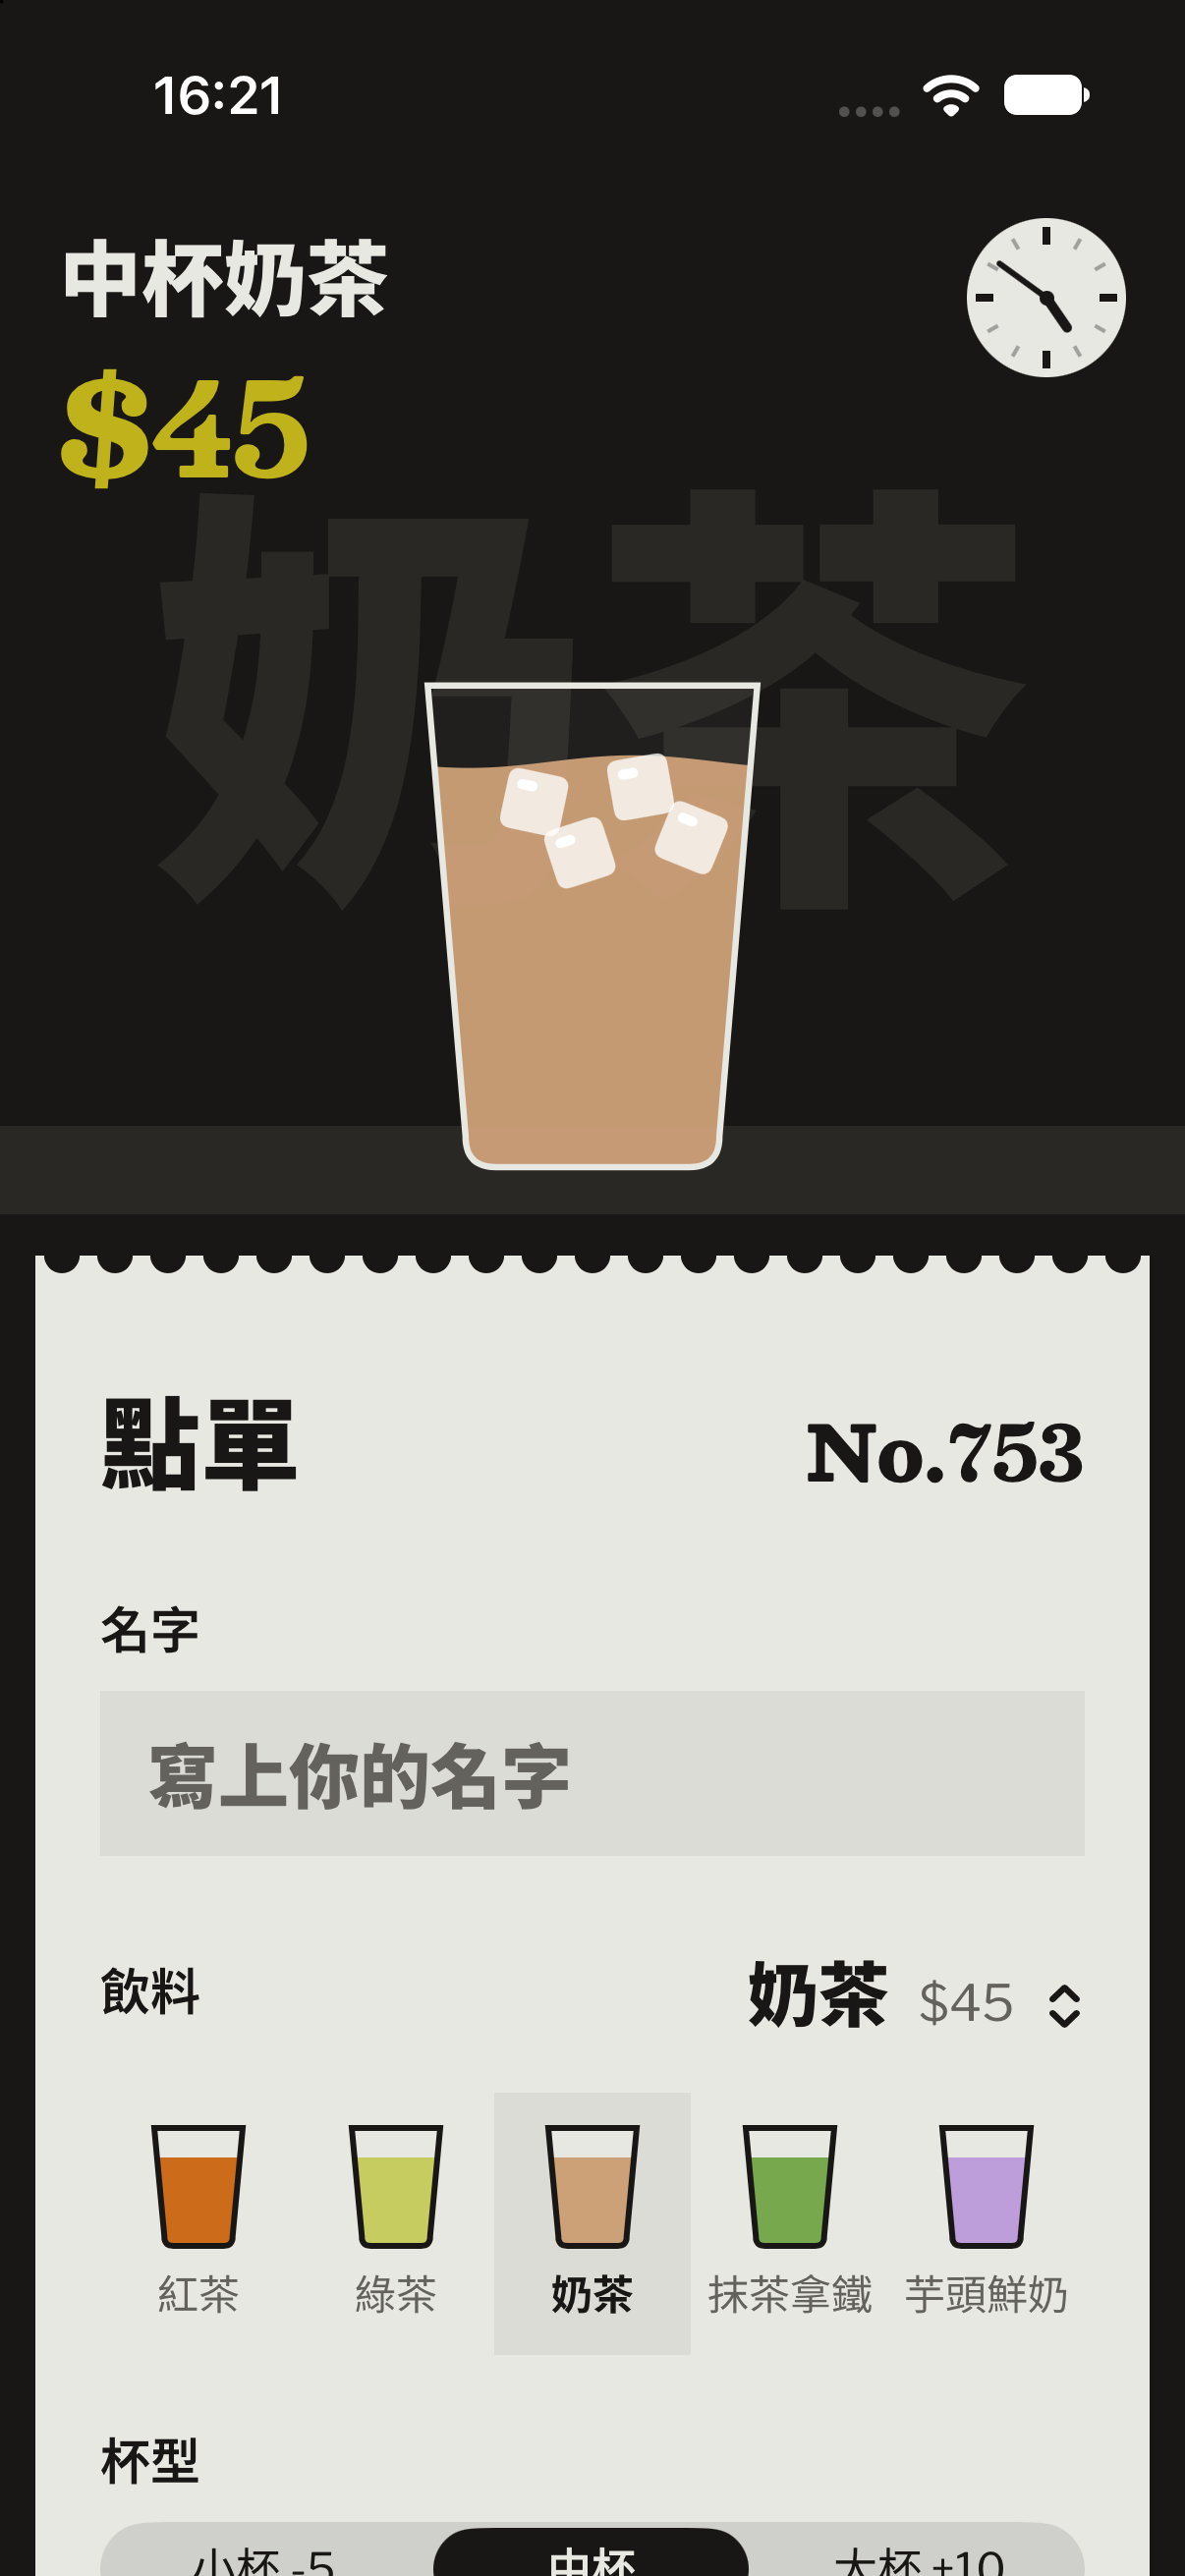 16:21
中杯奶茶
$45
奶茶
點單
No.753
名字
寫上你的名字
飲料
奶茶 $45
紅茶 綠茶 奶茶 抹茶拿鐵 芋頭鮮奶
杯型
小杯 -5 中杯 大杯 +10